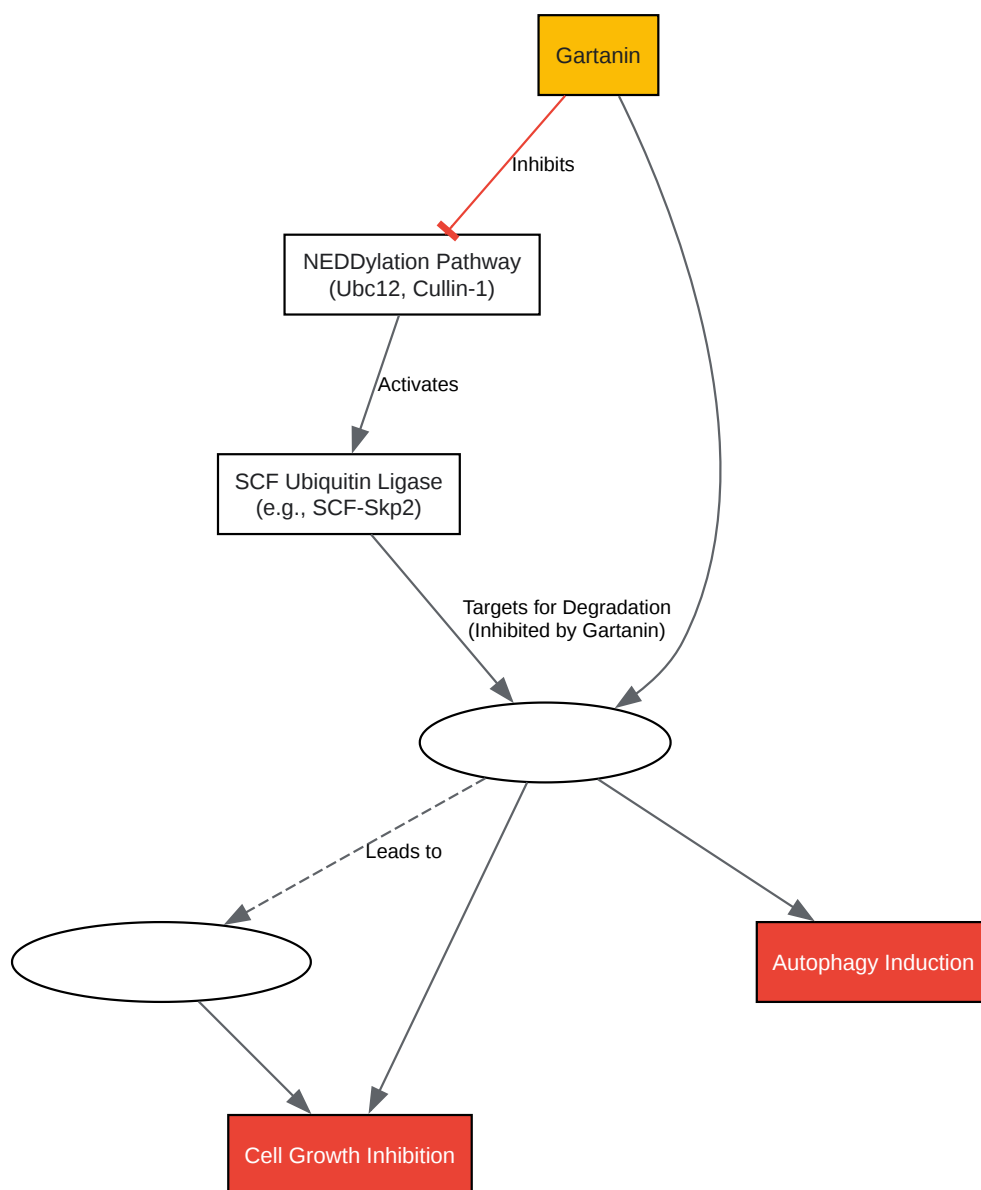 Gartanin
Inhibits
NEDDylation Pathway
(Ubc12, Cullin-1)
Activates
SCF Ubiquitin Ligase
(e.g., SCF-Skp2)
Targets for Degradation
(Inhibited by Gartanin)
Leads to
Autophagy Induction
Cell Growth Inhibition